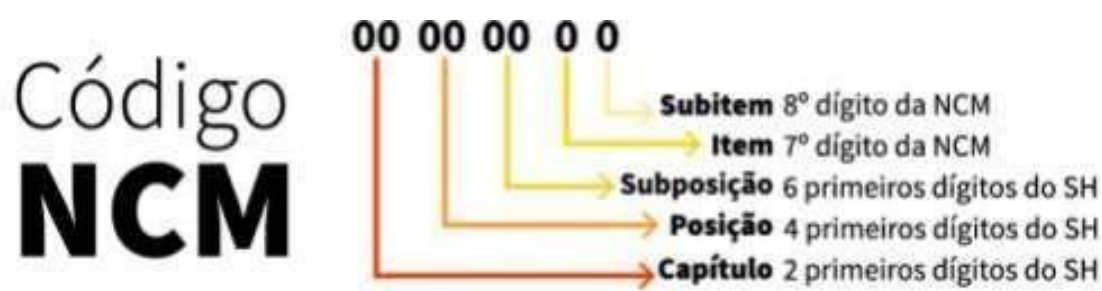 Código
NCM
00 00 00 0 0
Subitem 8º dígito da NCM
Item 7º dígito da NCM
Subposição 6 primeiros dígitos do SH
Posição 4 primeiros dígitos do SH
Capítulo 2 primeiros dígitos do SH